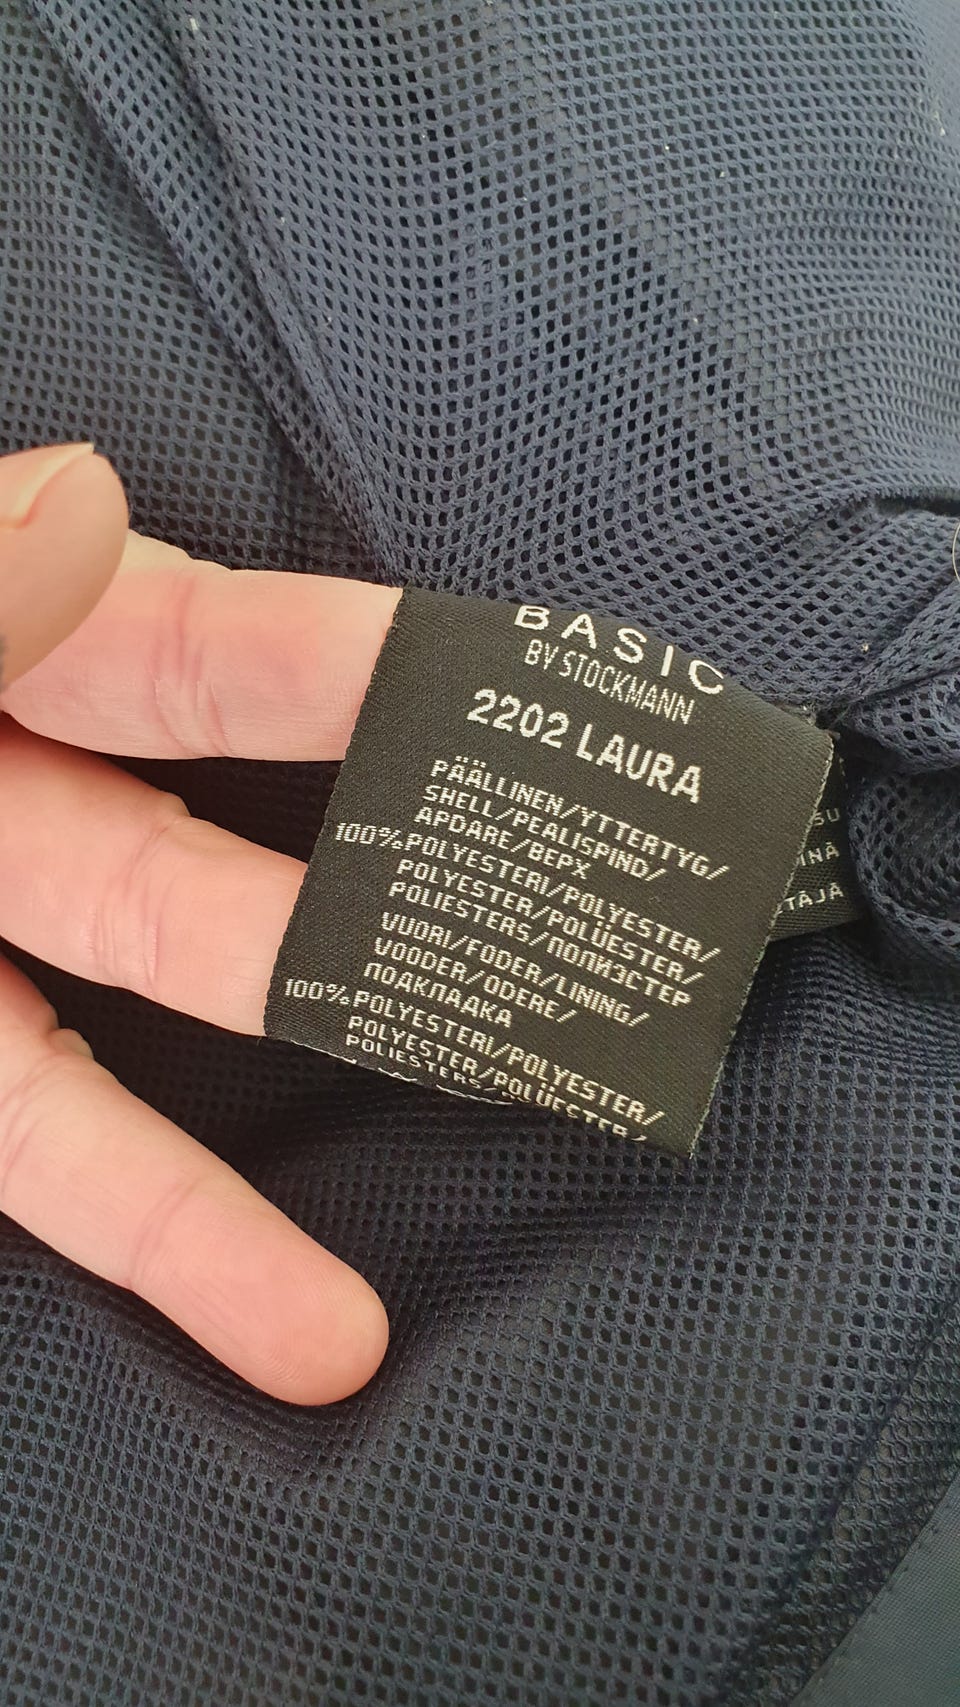 BASIC
BY STOCKMANN
2202 LAURA
PÄÄLLINEN/YTTERTYG/
SHELL/PEALISPIND/
APDARE/ВЕРХ
100%POLYESTERI/POLYESTER/
POLYESTER/POLÜESTER/
POLIESTERS/ПОЛИЭСТЕР
VUORI/FODER/LINING/
VOODER/ODERE/
ПОДКЛАДКА
100%POLYESTERI/POLYESTER/
POLYESTER/POLÜESTER/
POLIESTERS/